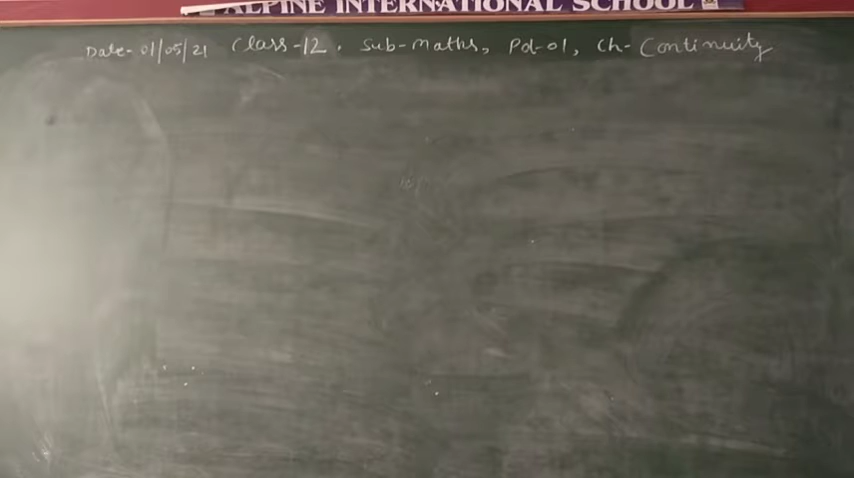 ALPINE INTERNATIONAL SCHOOL
Date- 01/05/21 Class-12. Sub-Maths, Pd-01, Ch- Continuity